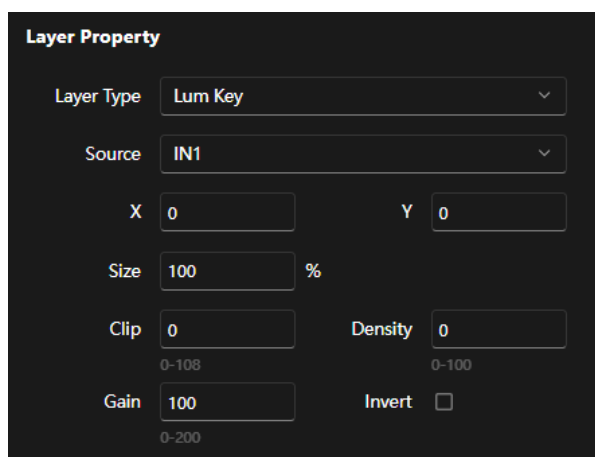 Layer Property
Layer Type Lum Key
Source IN1
X 0 Y 0
Size 100 %
Clip 0 Density 0
0-108 0-100
Gain 100 Invert
0-200